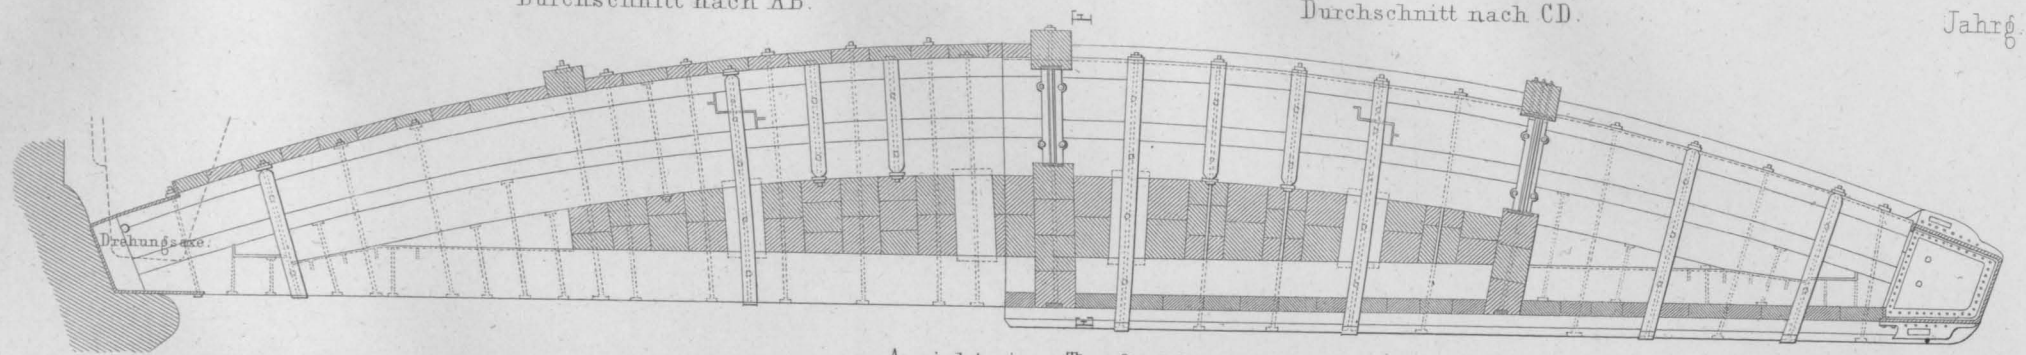 Durchschnitt nach AB.
Durchschnitt nach CD.
Jahrg.
Drehungsaxe.